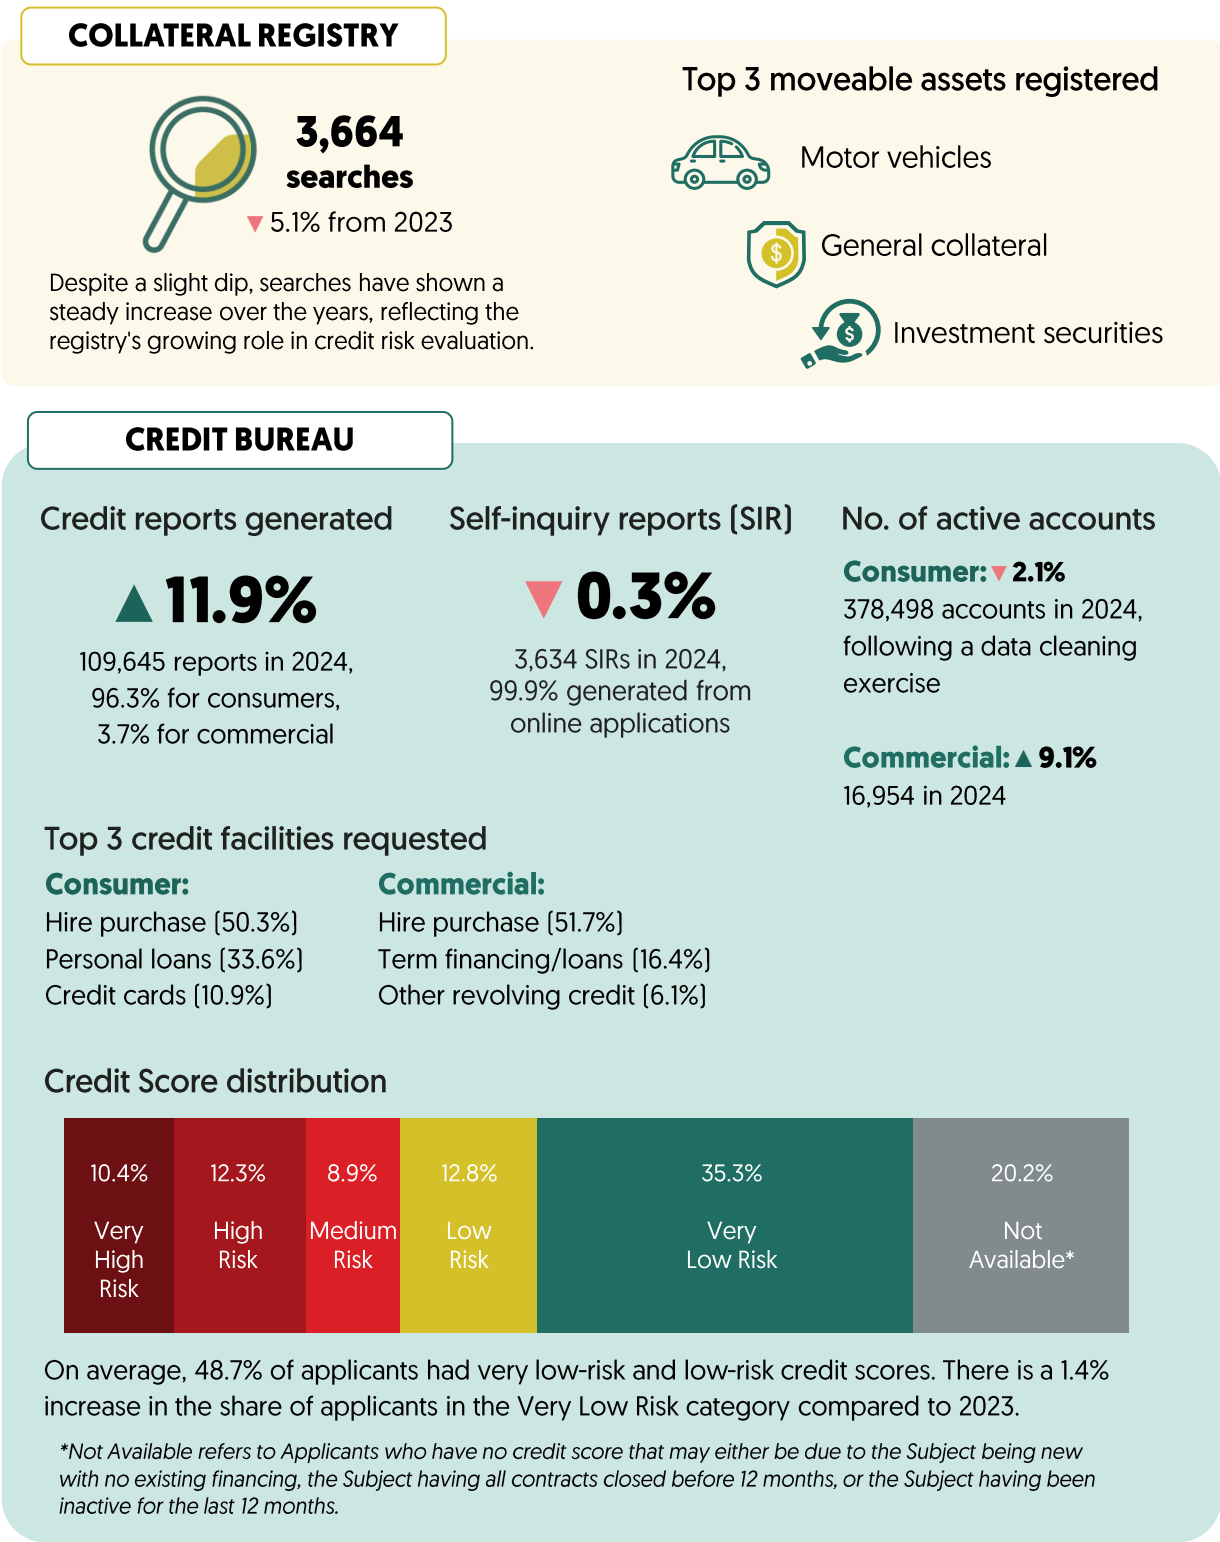 COLLATERAL REGISTRY
3,664
searches
▼ 5.1% from 2023
Despite a slight dip, searches have shown a
steady increase over the years, reflecting the
registry's growing role in credit risk evaluation.
Top 3 moveable assets registered
Motor vehicles
$
General collateral
$
Investment securities
CREDIT BUREAU
Credit reports generated
▲ 11.9%
109,645 reports in 2024,
96.3% for consumers,
3.7% for commercial
Self-inquiry reports (SIR)
▼ 0.3%
3,634 SIRs in 2024,
99.9% generated from
online applications
No. of active accounts
Consumer: ▼ 2.1%
378,498 accounts in 2024,
following a data cleaning
exercise
Commercial: ▲ 9.1%
16,954 in 2024
Top 3 credit facilities requested
Consumer:
Hire purchase (50.3%)
Personal loans (33.6%)
Credit cards (10.9%)
Commercial:
Hire purchase (51.7%)
Term financing/loans (16.4%)
Other revolving credit (6.1%)
Credit Score distribution
10.4%
Very
High
Risk
12.3%
High
Risk
8.9%
Medium
Risk
12.8%
Low
Risk
35.3%
Very
Low Risk
20.2%
Not
Available*
On average, 48.7% of applicants had very low-risk and low-risk credit scores. There is a 1.4%
increase in the share of applicants in the Very Low Risk category compared to 2023.
*Not Available refers to Applicants who have no credit score that may either be due to the Subject being new
with no existing financing, the Subject having all contracts closed before 12 months, or the Subject having been
inactive for the last 12 months.